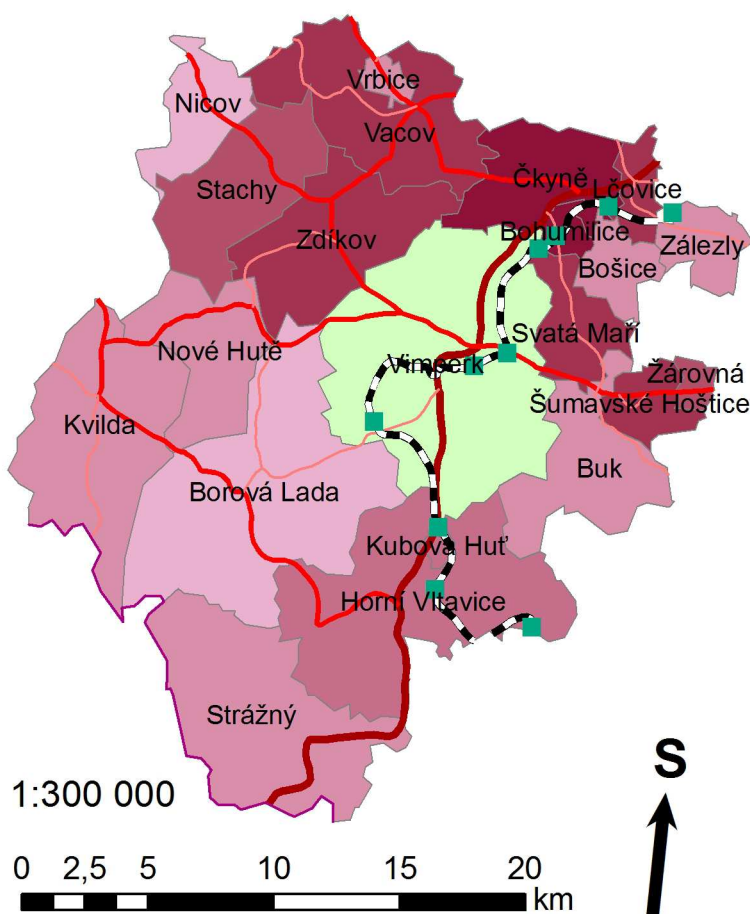 Vrbice
Nicov
Vacov
Stachy
Čkyně
Lčovice
Zdíkov
Bohumilice
Zálezly
Bošice
Svatá Maří
Nové Hutě
Vimperk
Žárovná
Šumavské Hoštice
Kvilda
Buk
Borová Lada
Kubova Huť
Horní Vltavice
Strážný
S
1:300 000
0 2,5 5 10 15 20
km